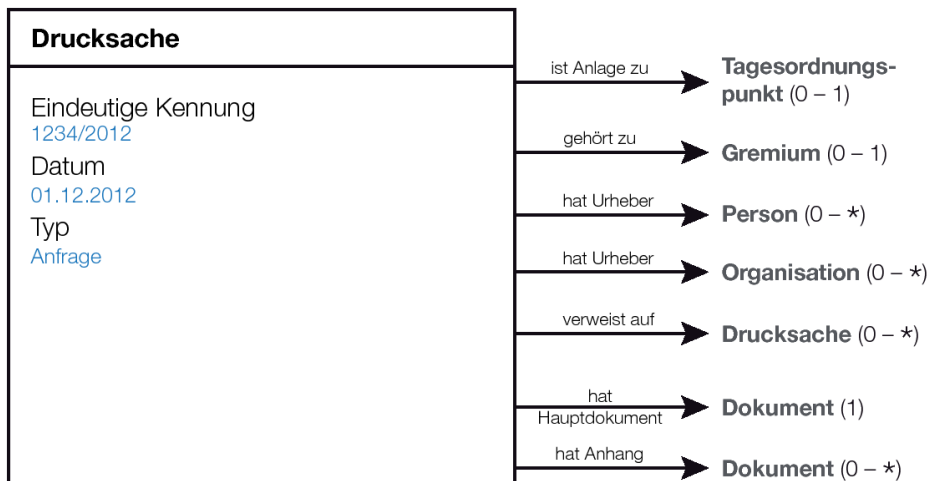 Drucksache
Eindeutige Kennung
1234/2012
Datum
01.12.2012
Typ
Anfrage
ist Anlage zu
Tagesordnungs-
punkt (0 – 1)
gehört zu
Gremium (0 – 1)
hat Urheber
Person (0 – *)
hat Urheber
Organisation (0 – *)
verweist auf
Drucksache (0 – *)
hat
Hauptdokument
Dokument (1)
hat Anhang
Dokument (0 – *)